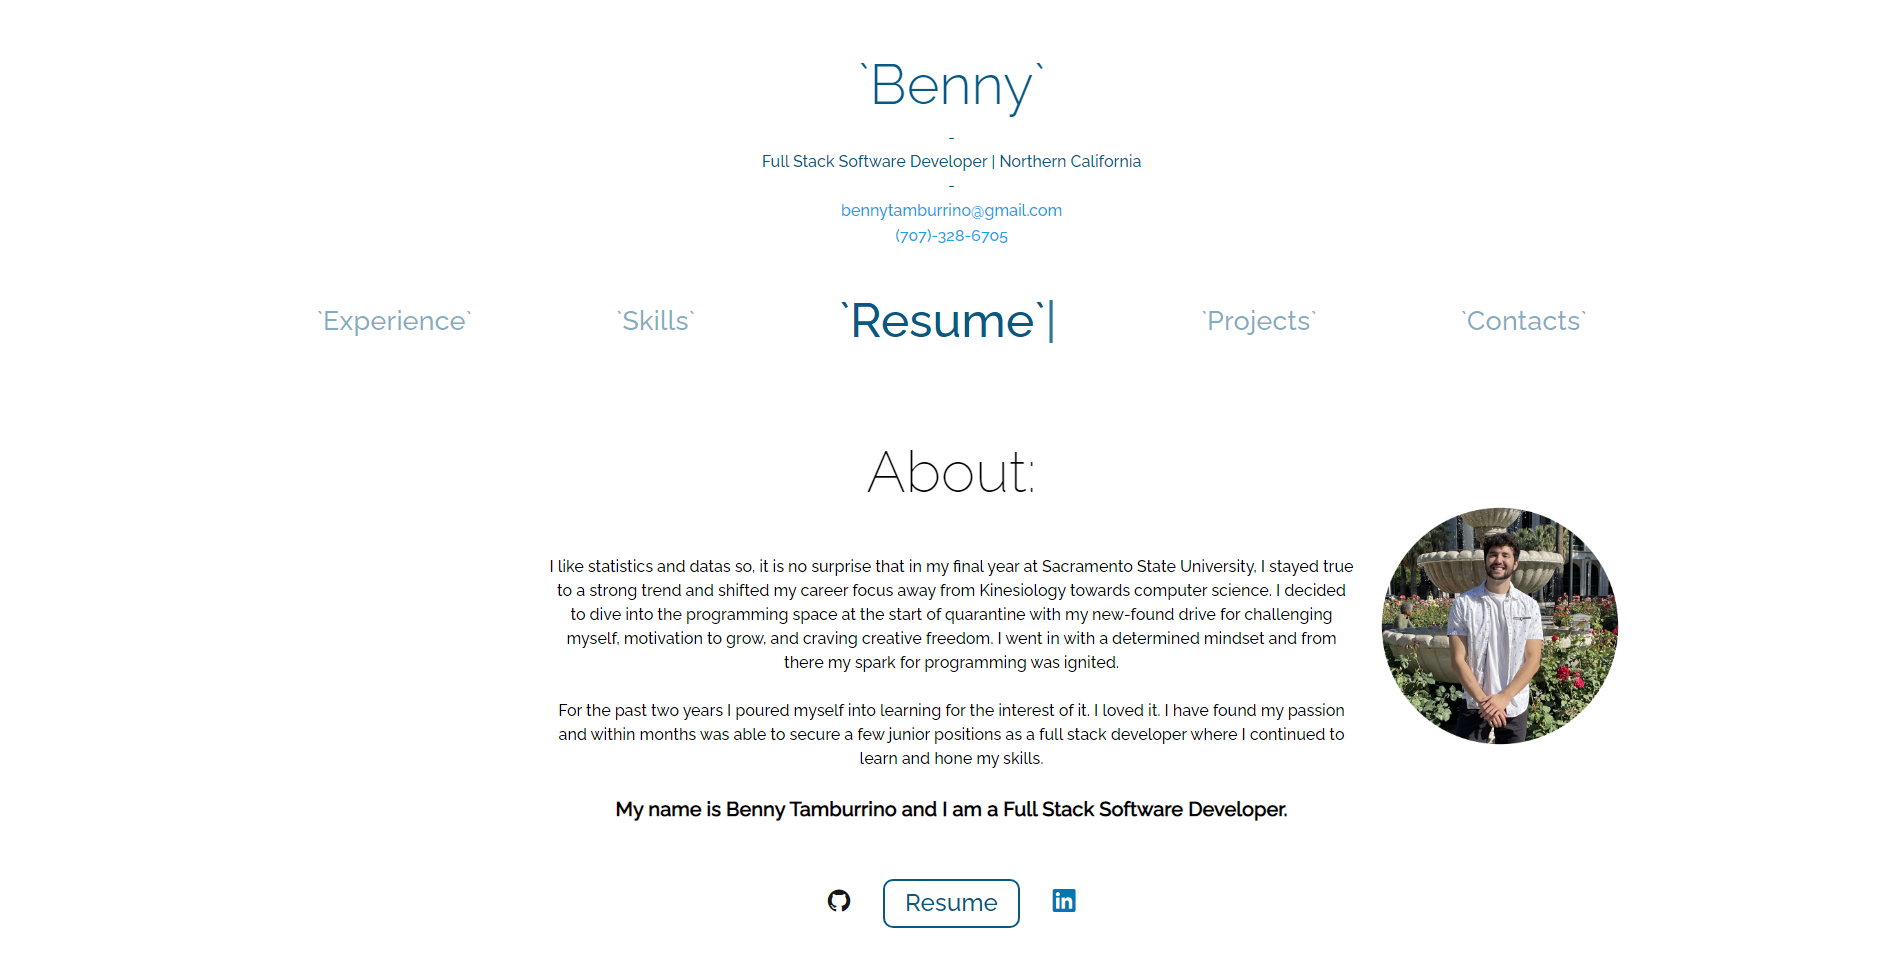 `Benny`
-
Full Stack Software Developer | Northern California
-
bennytamburrino@gmail.com
(707)-328-6705
`Experience` `Skills` `Resume`| `Projects` `Contacts`
About:
I like statistics and datas so, it is no surprise that in my final year at Sacramento State University, I stayed true
to a strong trend and shifted my career focus away from Kinesiology towards computer science. I decided
to dive into the programming space at the start of quarantine with my new-found drive for challenging
myself, motivation to grow, and craving creative freedom. I went in with a determined mindset and from
there my spark for programming was ignited.
For the past two years I poured myself into learning for the interest of it. I loved it. I have found my passion
and within months was able to secure a few junior positions as a full stack developer where I continued to
learn and hone my skills.
My name is Benny Tamburrino and I am a Full Stack Software Developer.
Resume
in